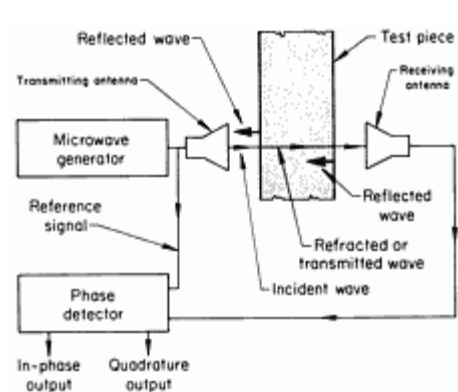 Reflected wave
Test piece
Transmitting antenna
Receiving
antenna
Microwave
generator
Reflected
wave
Reference
signal
Refracted or
transmitted wave
Incident wave
Phase
detector
In-phase
output
Quadrature
output